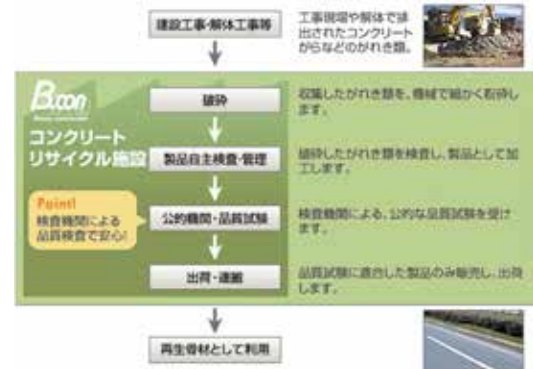 建設工事・解体工事等
工事現場や解体で排
出されたコンクリート
がらなどのがれき類。
B.con
コンクリート
リサイクル施設
破砕
収集したがれき類を、機械で細かく粉砕し
ます。
製品自主検査・管理
破砕したがれき類を検査し、製品として加
工します。
Point!
検査機関による
品質検査で安心!
公的機関・品質試験
検査機関による、公的な品質試験を受け
ます。
出荷・運搬
品質試験に適合した製品のみ販売し、出荷
します。
再生骨材として利用